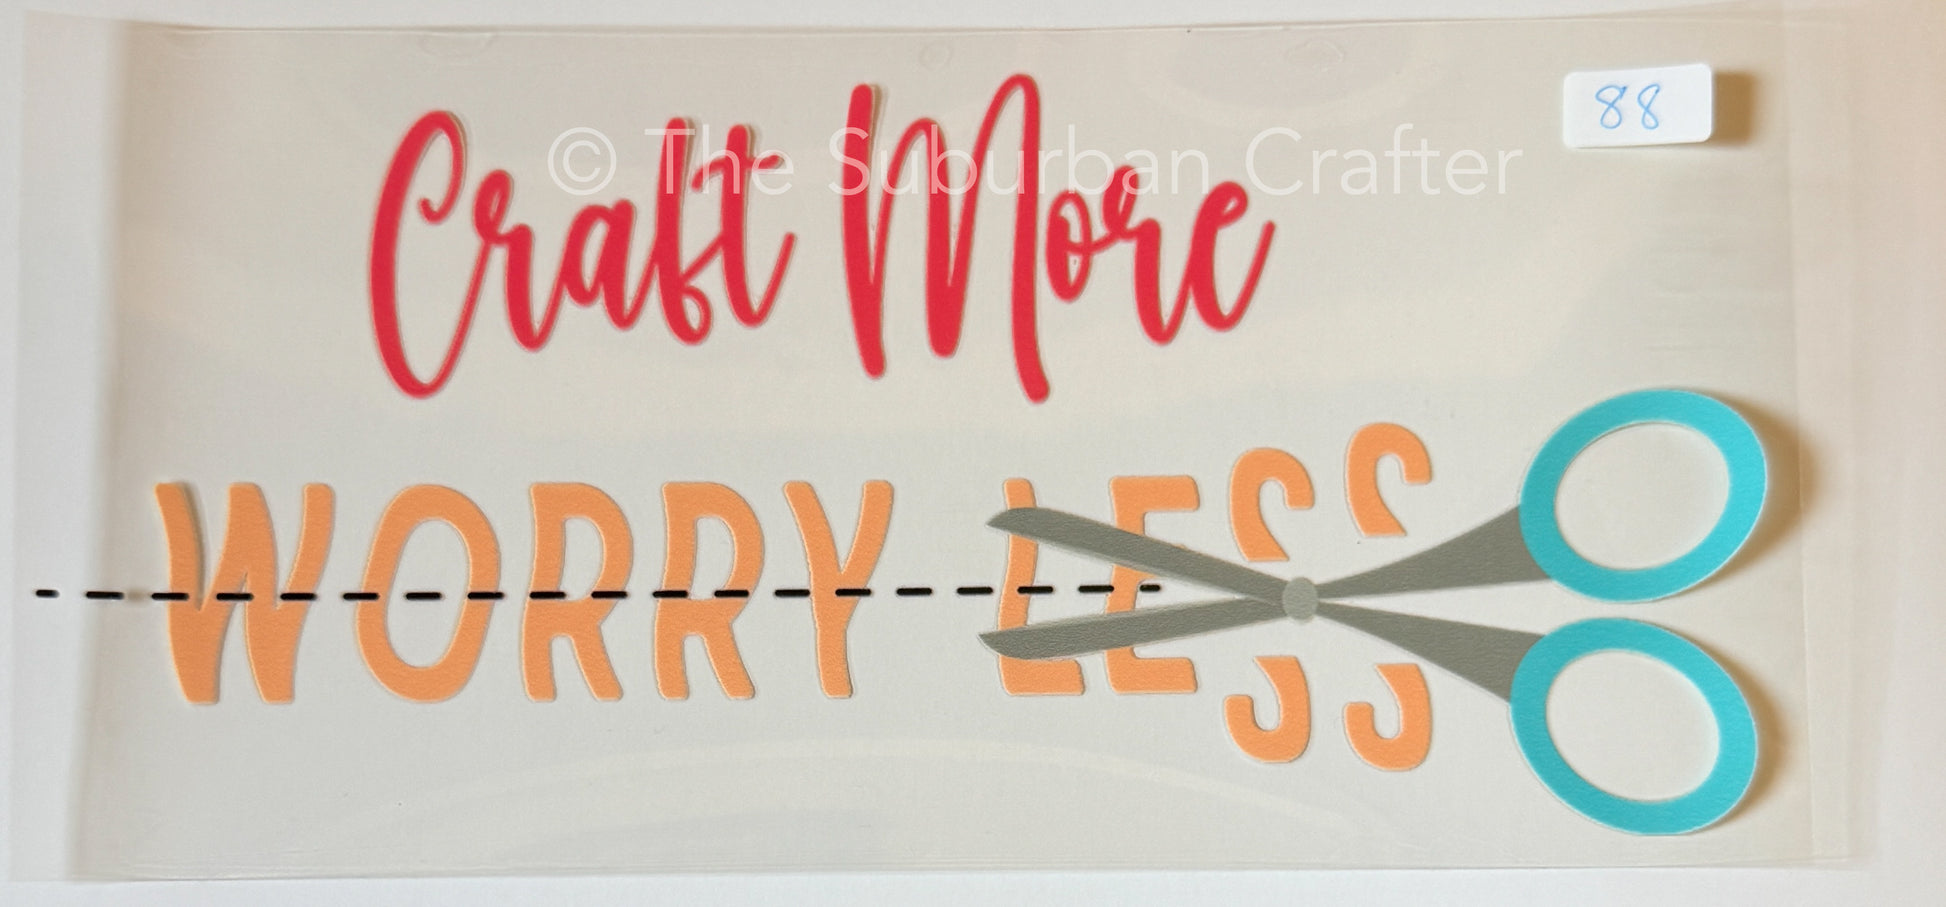 88
© The Suburban Crafter
Craft More
WORRY LESS